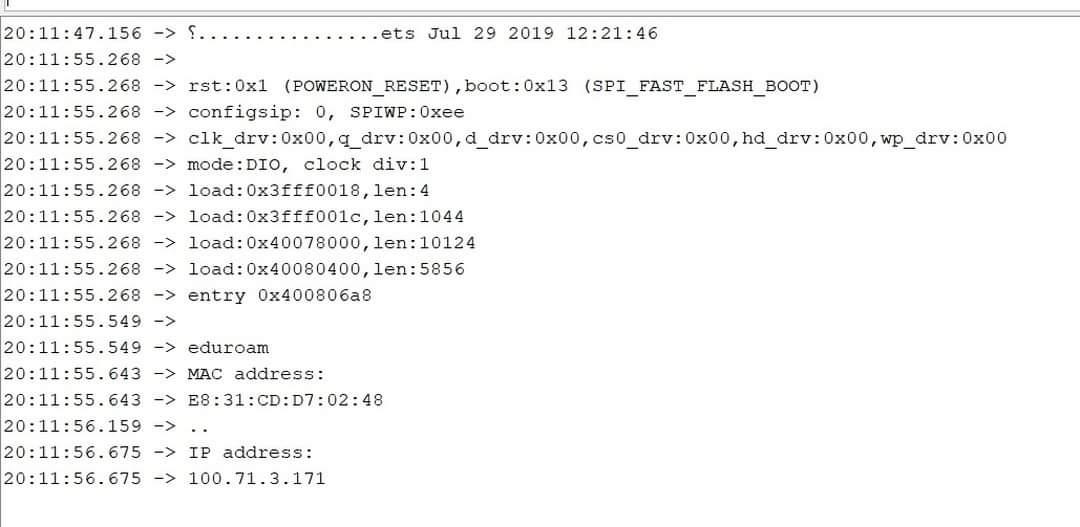 20:11:47.156 -> ⸮................ets Jul 29 2019 12:21:46
20:11:55.268 ->
20:11:55.268 -> rst:0x1 (POWERON_RESET),boot:0x13 (SPI_FAST_FLASH_BOOT)
20:11:55.268 -> configsip: 0, SPIWP:0xee
20:11:55.268 -> clk_drv:0x00,q_drv:0x00,d_drv:0x00,cs0_drv:0x00,hd_drv:0x00,wp_drv:0x00
20:11:55.268 -> mode:DIO, clock div:1
20:11:55.268 -> load:0x3fff0018,len:4
20:11:55.268 -> load:0x3fff001c,len:1044
20:11:55.268 -> load:0x40078000,len:10124
20:11:55.268 -> load:0x40080400,len:5856
20:11:55.268 -> entry 0x400806a8
20:11:55.549 ->
20:11:55.549 -> eduroam
20:11:55.643 -> MAC address:
20:11:55.643 -> E8:31:CD:D7:02:48
20:11:56.159 -> ..
20:11:56.675 -> IP address:
20:11:56.675 -> 100.71.3.171